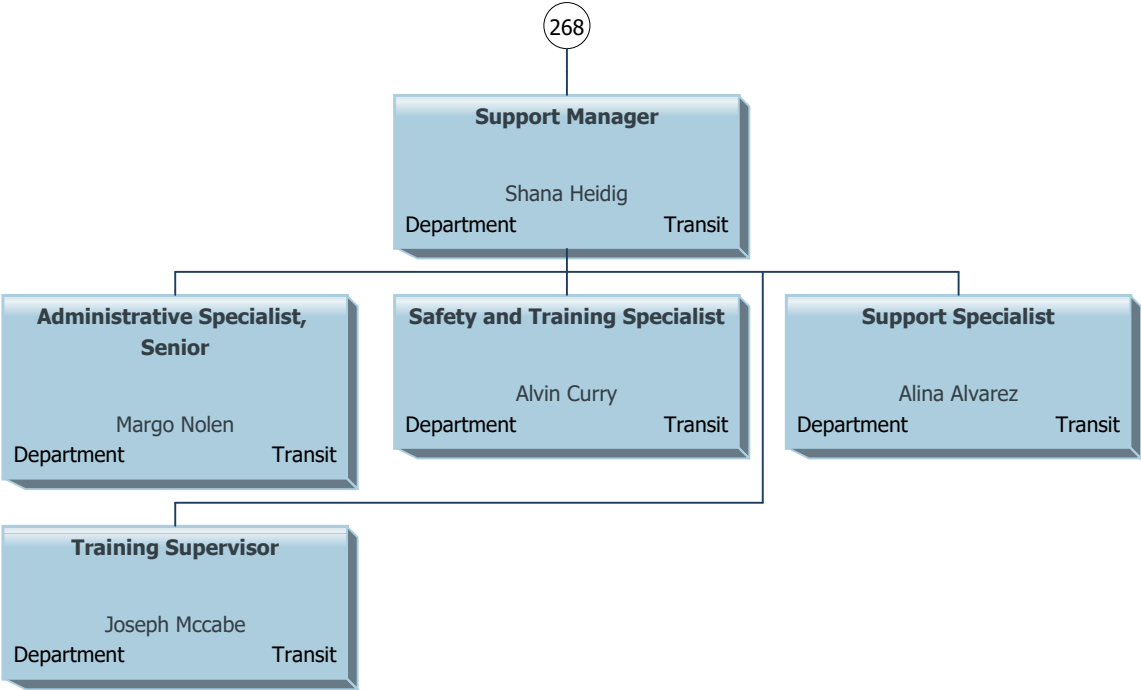 268
Support Manager
Shana Heidig
Department Transit
Administrative Specialist,
Senior
Margo Nolen
Department Transit
Safety and Training Specialist
Alvin Curry
Department Transit
Support Specialist
Alina Alvarez
Department Transit
Training Supervisor
Joseph Mccabe
Department Transit